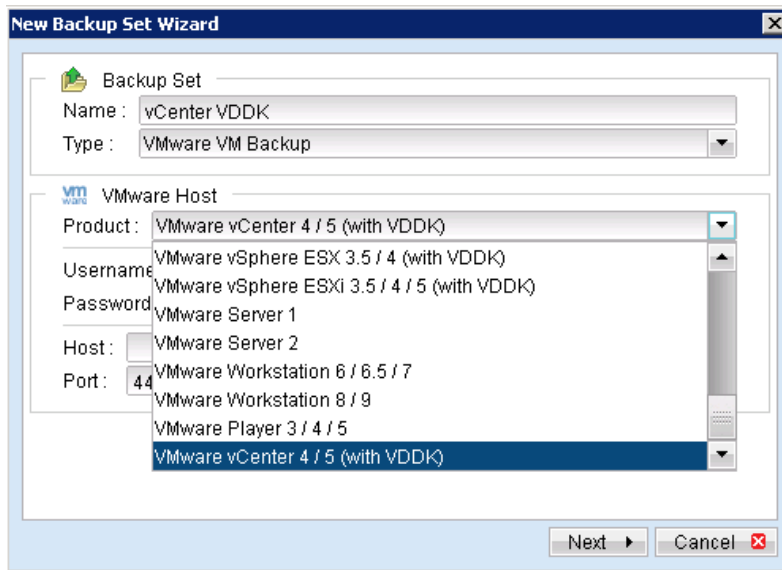 New Backup Set Wizard
Backup Set
Name : vCenter VDDK
Type : VMware VM Backup
vm ware VMware Host
Product : VMware vCenter 4 / 5 (with VDDK)
VMware vSphere ESX 3.5 / 4 (with VDDK)
Username
VMware vSphere ESXi 3.5 / 4 / 5 (with VDDK)
Password
VMware Server 1
Host :
VMware Server 2
VMware Workstation 6 / 6.5 / 7
Port : 44
VMware Workstation 8 / 9
VMware Player 3 / 4 / 5
VMware vCenter 4 / 5 (with VDDK)
Next
Cancel